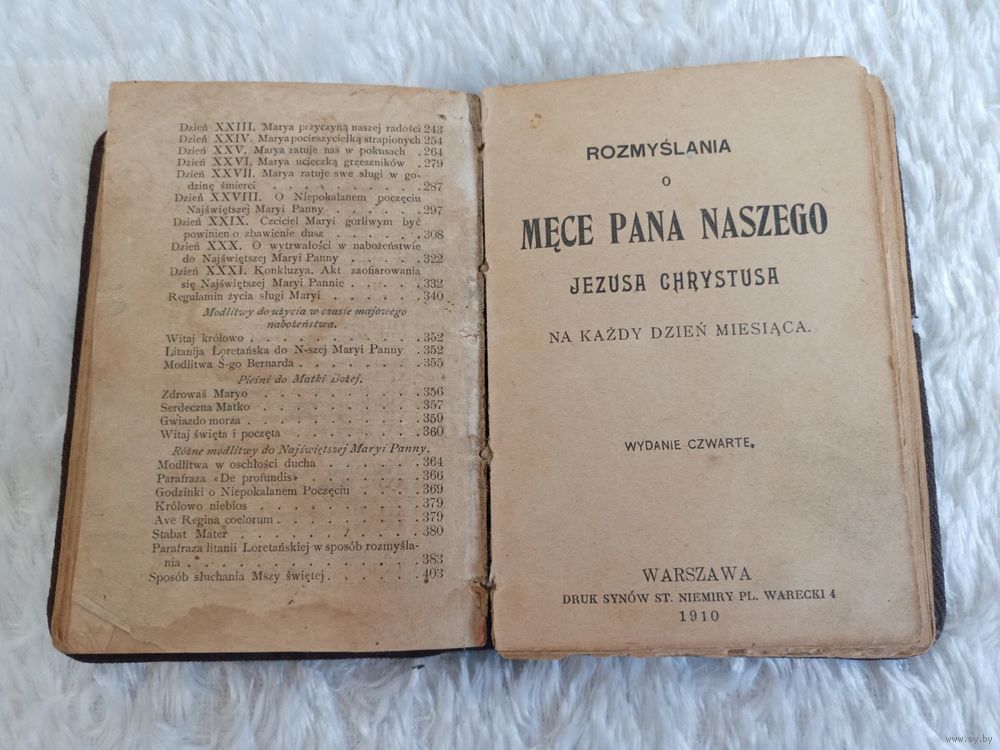 Dzień XXIII. Marya przyczyną naszej radości 243
Dzień XXIV. Marya pocieszycielką strapionych 254
Dzień XXV. Marya ratuje nas w pokusach . 264
Dzień XXVI. Marya ucieczką grzeszników . 279
Dzień XXVII. Marya ratuje swe sługi w go-
dzinę śmierci . . . . . . . . . 287
Dzień XXVIII. O Niepokalanem poczęciu
Najświętszej Maryi Panny . . . . . . 297
Dzień XXIX. Czciciel Maryi gorliwym być
powinien o zbawienie dusz . . . . . . 308
Dzień XXX. O wytrwałości w nabożeństwie
do Najświętszej Maryi Panny . . . . . 322
Dzień XXXI. Konkluzya. Akt zaofiarowania
się Najświętszej Maryi Pannie . . . . . 332
Regulamin życia sługi Maryi . . . . . . 340
Modlitwy do użycia w czasie majowego
nabożeństwa.
Witaj królowo . . . . . . . . . . 352
Litanija Loretańska do N-szej Maryi Panny . 352
Modlitwa Ś-go Bernarda . . . . . . . 355
Pieśni do Matki Bożej.
Zdrowaś Maryo . . . . . . . . . 356
Serdeczna Matko . . . . . . . . . 357
Gwiazdo morza . . . . . . . . . . 359
Witaj święta i poczęta . . . . . . . . 360
Różne modlitwy do Najświętszej Maryi Panny.
Modlitwa w oschłości ducha . . . . . . 364
Parafraza «De profundis» . . . . . . . 366
Godzinki o Niepokalanem Poczęciu . . . . 369
Królowo niebios . . . . . . . . . 379
Ave Regina coelorum . . . . . . . . 379
Stabat Mater . . . . . . . . . . 380
Parafraza litanii Loretańskiej w sposób rozmyśla-
nia . . . . . . . . . . . . . 383
Sposób słuchania Mszy świętej . . . . . . 403
ROZMYŚLANIA
O
MĘCE PANA NASZEGO
JEZUSA CHRYSTUSA
NA KAŻDY DZIEŃ MIESIĄCA.
WYDANIE CZWARTE.
WARSZAWA
DRUK SYNÓW ST. NIEMIRY PL. WARECKI 4
1910
www.ay.by